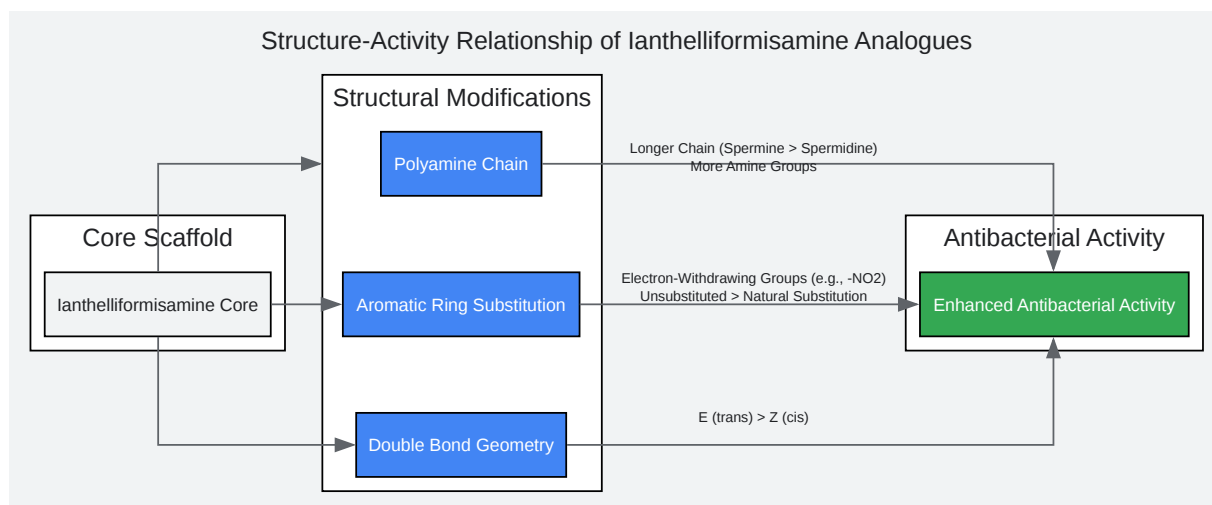 Structure-Activity Relationship of Ianthelliformisamine Analogues
Structural Modifications
Polyamine Chain
Longer Chain (Spermine > Spermidine)
More Amine Groups
Core Scaffold
Ianthelliformisamine Core
Aromatic Ring Substitution
Electron-Withdrawing Groups (e.g., -NO2)
Unsubstituted > Natural Substitution
Antibacterial Activity
Enhanced Antibacterial Activity
Double Bond Geometry
E (trans) > Z (cis)